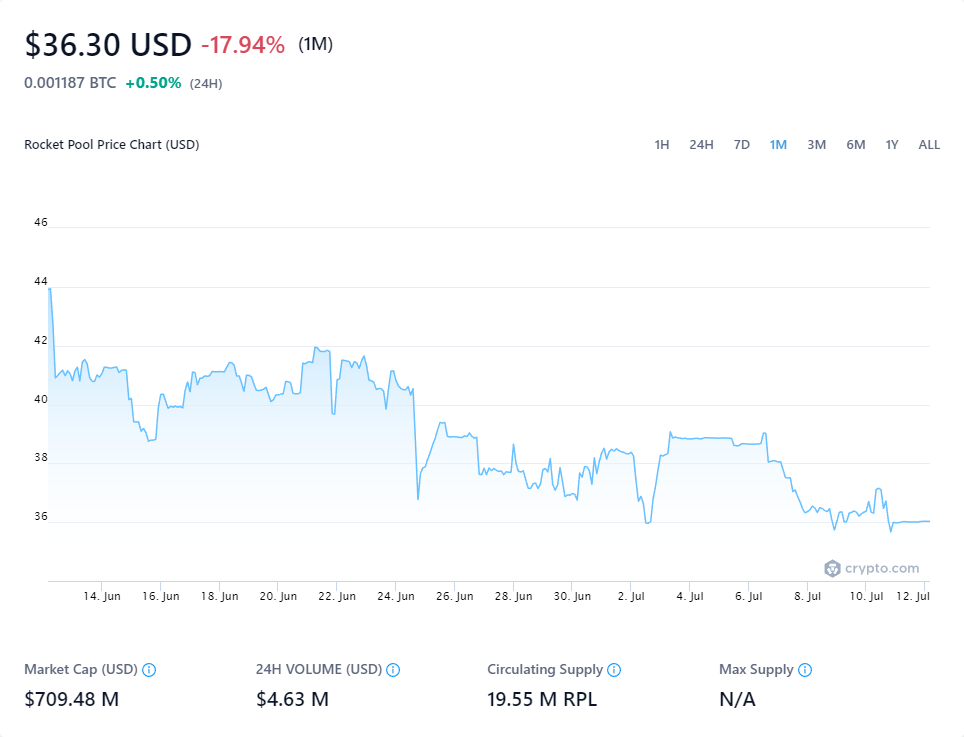 $36.30 USD -17.94% (1M)
0.001187 BTC +0.50% (24H)
Rocket Pool Price Chart (USD) 1H 24H 7D 1M 3M 6M 1Y ALL
46
44
42
40
38
36
crypto.com
14. Jun 16. Jun 18. Jun 20. Jun 22. Jun 24. Jun 26. Jun 28. Jun 30. Jun 2. Jul 4. Jul 6. Jul 8. Jul 10. Jul 12. Jul
Market Cap (USD) 24H VOLUME (USD) Circulating Supply Max Supply
$709.48 M $4.63 M 19.55 M RPL N/A